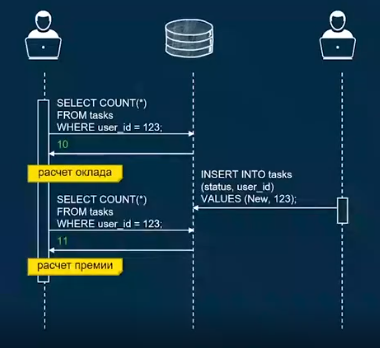 SELECT COUNT(*)
FROM tasks
WHERE user_id = 123;
10
расчет оклада
INSERT INTO tasks
(status, user_id)
VALUES (New, 123);
SELECT COUNT(*)
FROM tasks
WHERE user_id = 123;
11
расчет премии